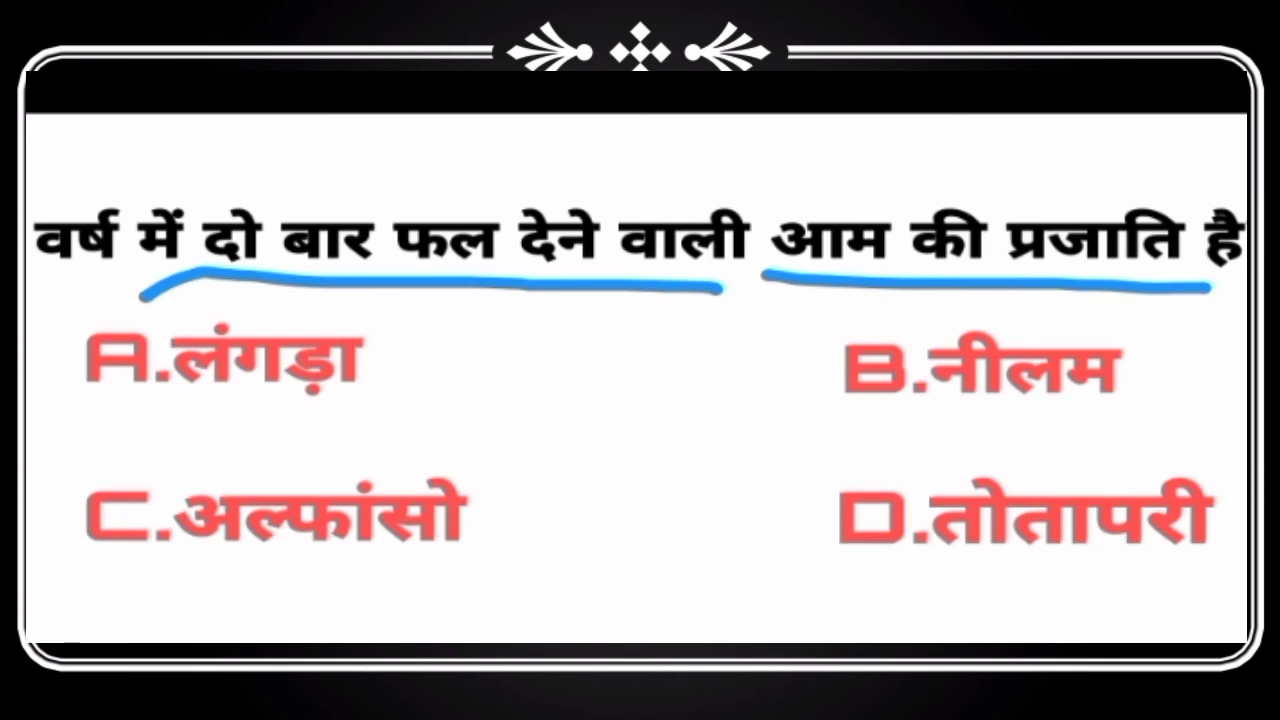 वर्ष में दो बार फल देने वाली आम की प्रजाति है
A.लंगड़ा
B.नीलम
C.अल्फांसो
D.तोतापरी